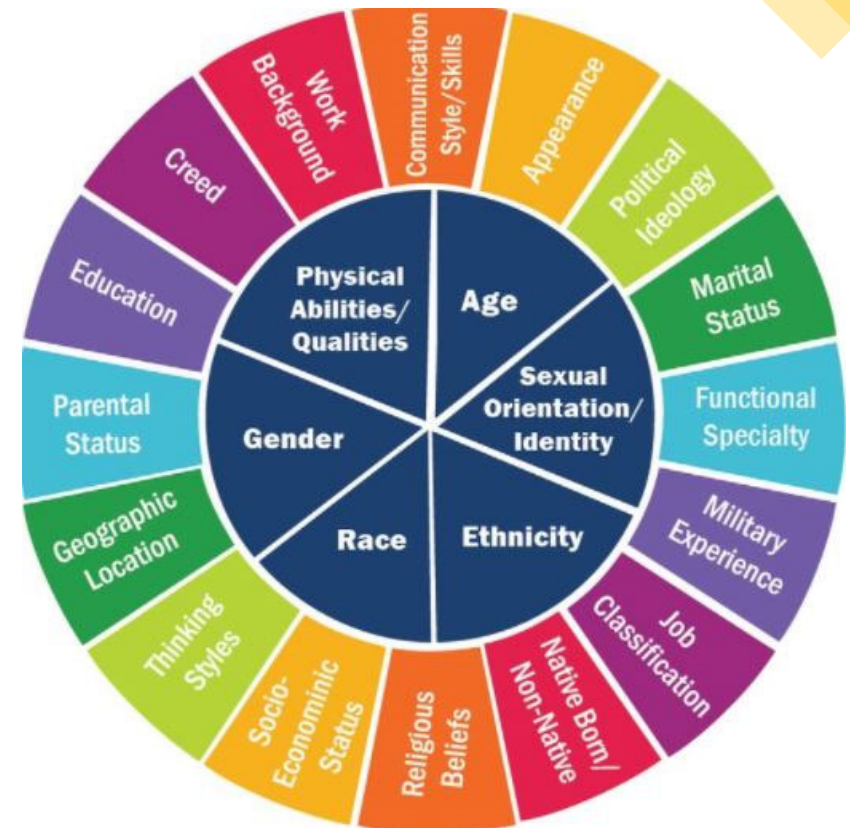 Communication
Style/Skills
Appearance
Political
Ideology
Marital
Status
Functional
Specialty
Military
Experience
Job
Classification
Native Born/
Non-Native
Religious
Beliefs
Socio-
Econominic
Status
Thinking
Styles
Geographic
Location
Parental
Status
Education
Creed
Work
Background
Physical
Abilities/
Qualities
Age
Sexual
Orientation/
Identity
Ethnicity
Race
Gender